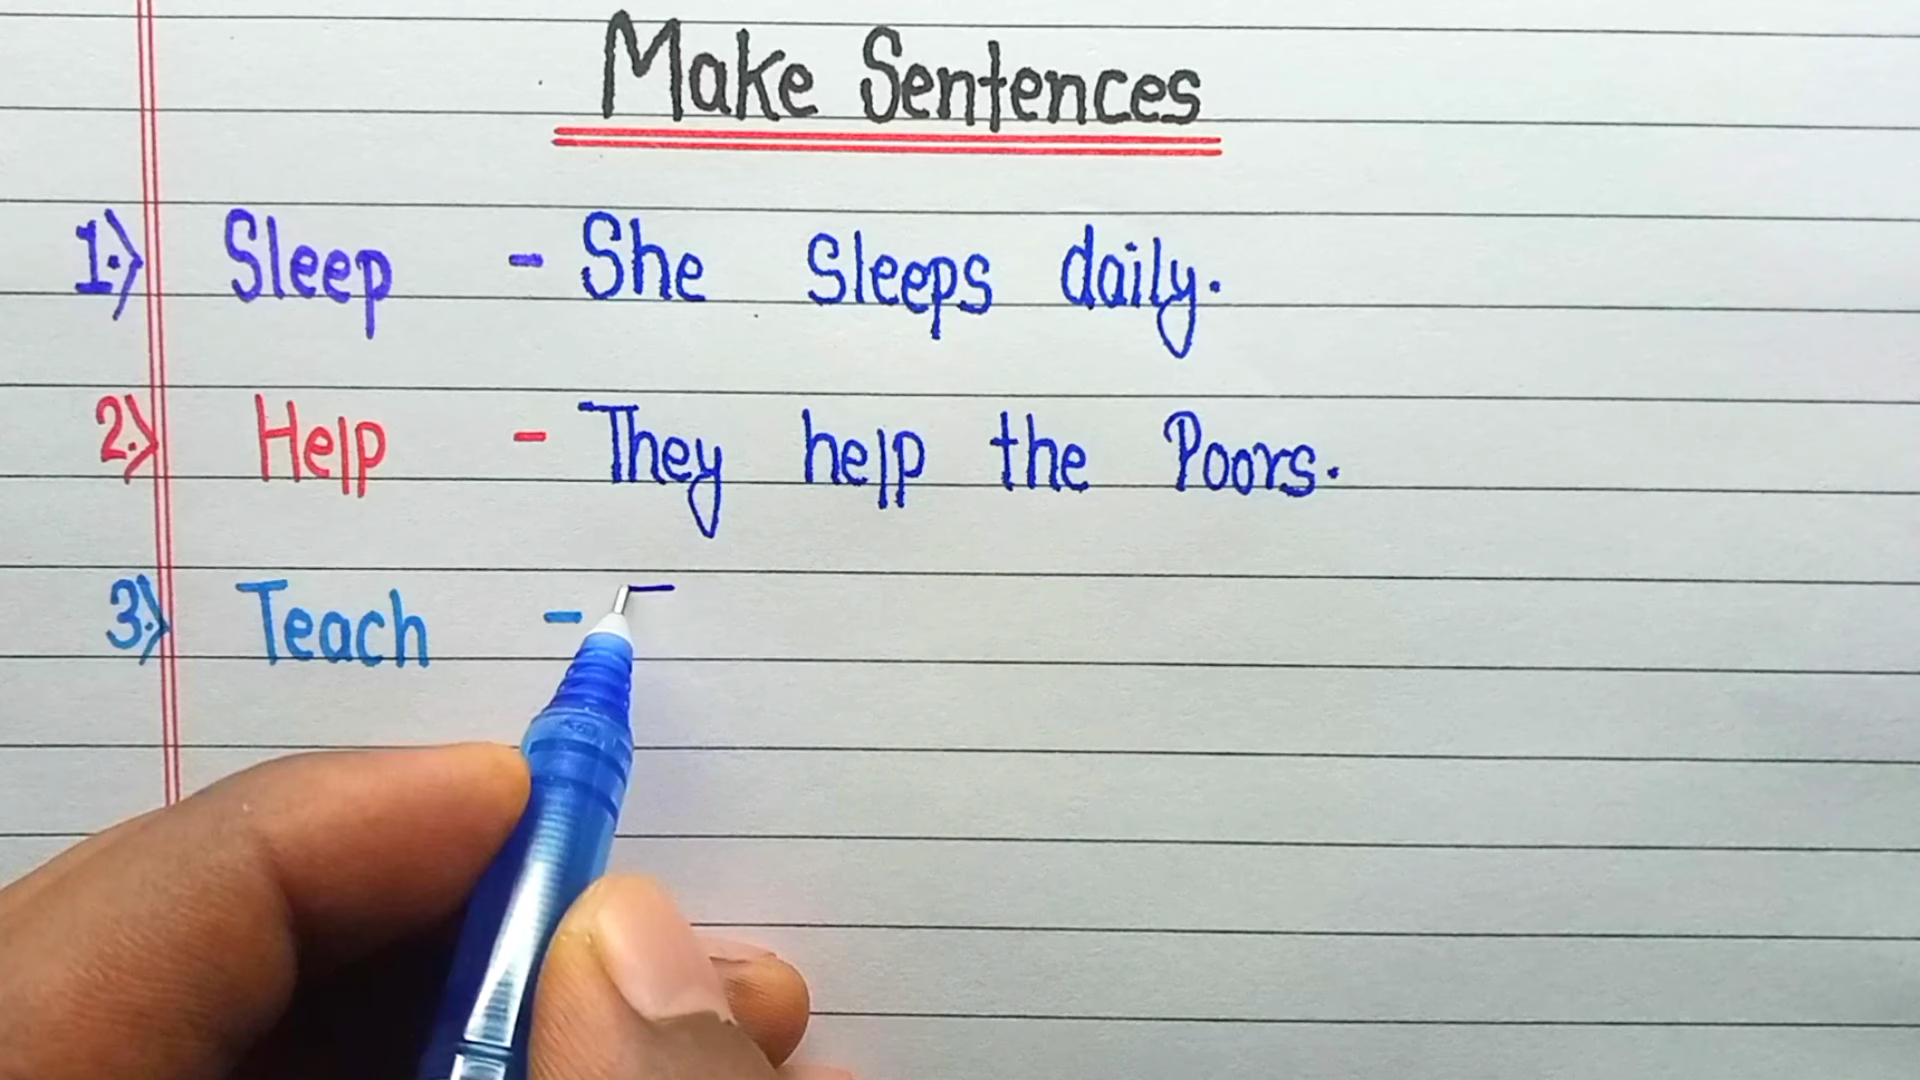 Make Sentences
1.) Sleep - She Sleeps daily.
2.) Help - They help the Poors.
3.) Teach -